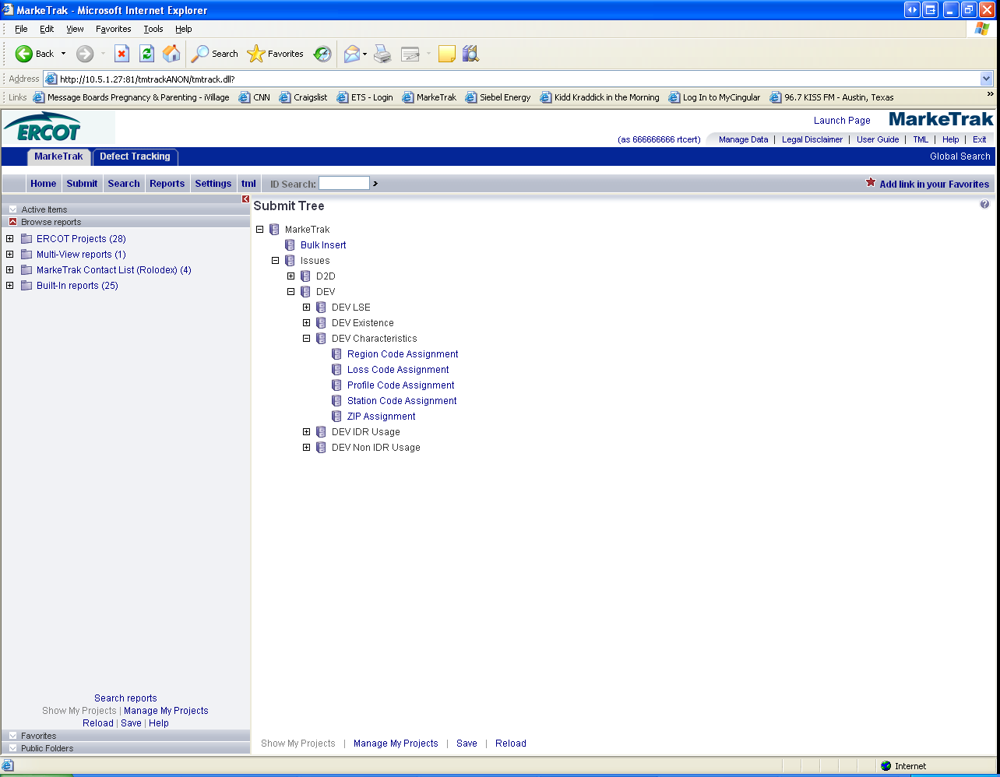 MarkeTrak - Microsoft Internet Explorer
File Edit View Favorites Tools Help
Back Search Favorites
Address http://10.5.1.27:81/tmtrackANON/tmtrack.dll?
Links Message Boards Pregnancy & Parenting - iVillage CNN Craigslist ETS - Login MarkeTrak Siebel Energy Kidd Kraddick in the Morning Log In to MyCingular 96.7 KISS FM - Austin, Texas »
ERCOT Launch Page MarkeTrak
(as 666666666 rtcert) Manage Data | Legal Disclaimer | User Guide | TML | Help | Exit
MarkeTrak Defect Tracking Global Search
Home Submit Search Reports Settings tml ID Search: Add link in your Favorites
Active Items
Browse reports
ERCOT Projects (28)
Multi-View reports (1)
MarkeTrak Contact List (Rolodex) (4)
Built-In reports (25)
Search reports
Show My Projects | Manage My Projects
Reload | Save | Help
Favorites
Public Folders
Submit Tree
MarkeTrak
Bulk Insert
Issues
D2D
DEV
DEV LSE
DEV Existence
DEV Characteristics
Region Code Assignment
Loss Code Assignment
Profile Code Assignment
Station Code Assignment
ZIP Assignment
DEV IDR Usage
DEV Non IDR Usage
Show My Projects | Manage My Projects | Save | Reload
Internet